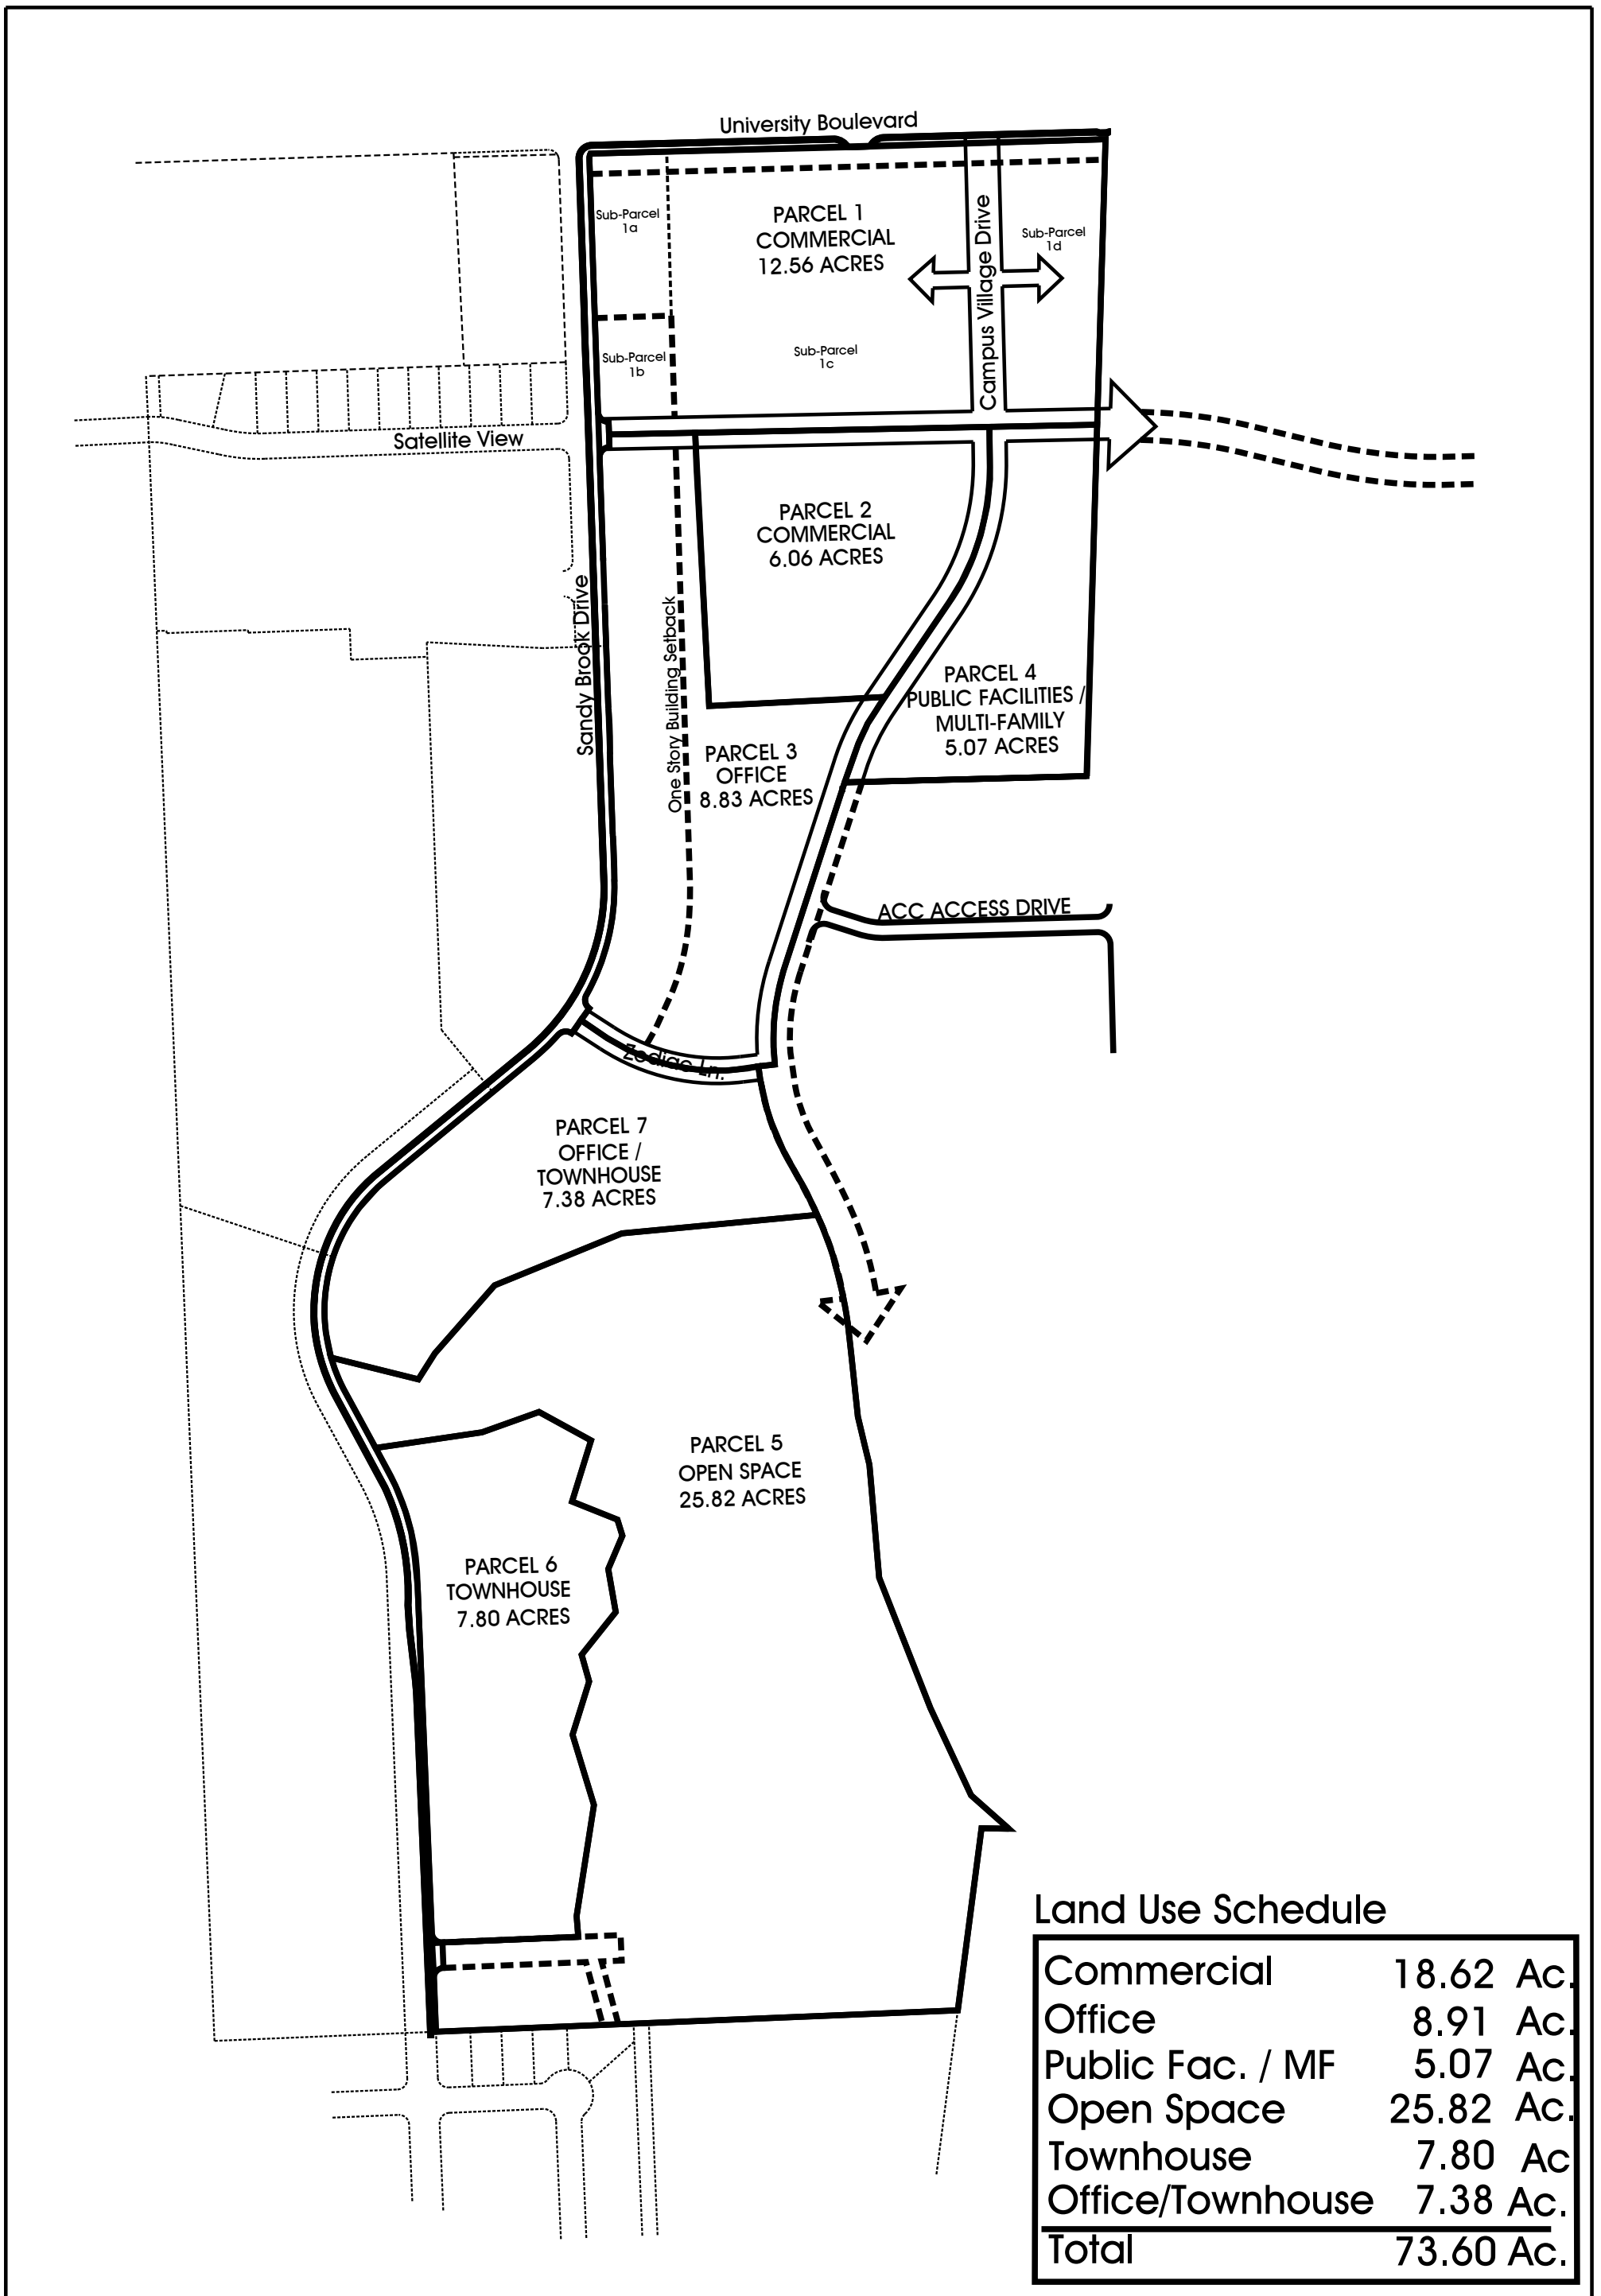 University Boulevard
Sub-Parcel
1a
PARCEL 1
COMMERCIAL
12.56 ACRES
Campus Village Drive
Sub-Parcel
1d
Sub-Parcel
1b
Sub-Parcel
1c
Satellite View
PARCEL 2
COMMERCIAL
6.06 ACRES
Sandy Brook Drive
One Story Building Setback
PARCEL 4
PUBLIC FACILITIES /
MULTI-FAMILY
5.07 ACRES
PARCEL 3
OFFICE
8.83 ACRES
ACC ACCESS DRIVE
Zodiac Ln.
PARCEL 7
OFFICE /
TOWNHOUSE
7.38 ACRES
PARCEL 5
OPEN SPACE
25.82 ACRES
PARCEL 6
TOWNHOUSE
7.80 ACRES
Land Use Schedule
Commercial 18.62 Ac.
Office 8.91 Ac.
Public Fac. / MF 5.07 Ac.
Open Space 25.82 Ac.
Townhouse 7.80 Ac
Office/Townhouse 7.38 Ac.
Total 73.60 Ac.